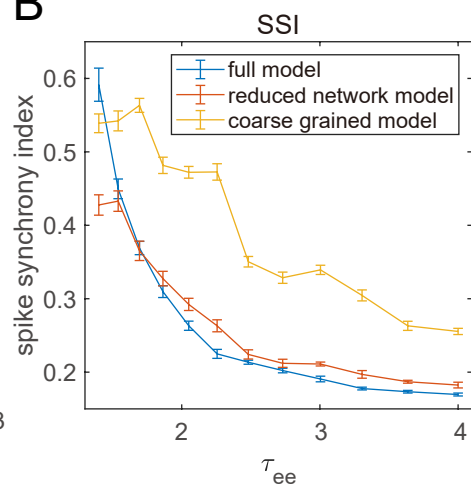 B
SSI
full model
reduced network model
coarse grained model
spike synchrony index
0.6
0.5
0.4
0.3
0.2
2 3 4
τee
3